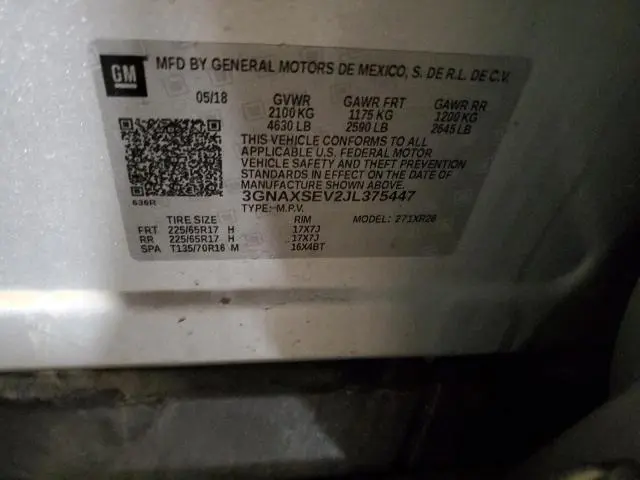 GM
MFD BY GENERAL MOTORS DE MEXICO, S. DE R.L. DE C.V.
05/18 GVWR GAWR FRT GAWR RR
2100 KG 1175 KG 1200 KG
4630 LB 2590 LB 2645 LB
THIS VEHICLE CONFORMS TO ALL
APPLICABLE U.S. FEDERAL MOTOR
VEHICLE SAFETY AND THEFT PREVENTION
STANDARDS IN EFFECT ON THE DATE OF
MANUFACTURE SHOWN ABOVE.
636R
3GNAXSEV2JL375447
TYPE: M.P.V. MODEL: 271XR26
TIRE SIZE RIM
FRT 225/65R17 H 17X7J
RR 225/65R17 H 17X7J
SPA T135/70R16 M 16X4BT